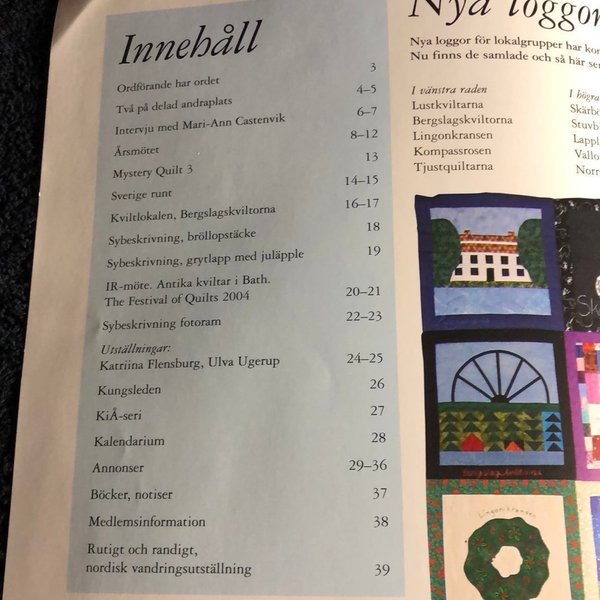 Innehåll
Ordförande har ordet 3
Två på delad andraplats 4–5
Intervju med Mari-Ann Castenvik 6–7
Årsmötet 8–12
Mystery Quilt 3 13
Sverige runt 14–15
Kviltlokalen, Bergslagskviltorna 16–17
Sybeskrivning, bröllopstäcke 18
Sybeskrivning, grytlapp med juläpple 19
IR-möte. Antika kviltar i Bath.
The Festival of Quilts 2004 20–21
Sybeskrivning fotoram 22–23
Utställningar:
Katriina Flensburg, Ulva Ugerup 24–25
Kungsleden 26
KiÅ-seri 27
Kalendarium 28
Annonser 29–36
Böcker, notiser 37
Medlemsinformation 38
Rutigt och randigt,
nordisk vandringsutställning 39
Nya loggor
Nya loggor för lokalgrupper har
Nu finns de samlade och så här
I vänstra raden
Lustkviltarna
Bergslagskviltorna
Lingonkransen
Kompassrosen
Tjustquiltarna
I
Bergslagskviltorna
Lingonkransen